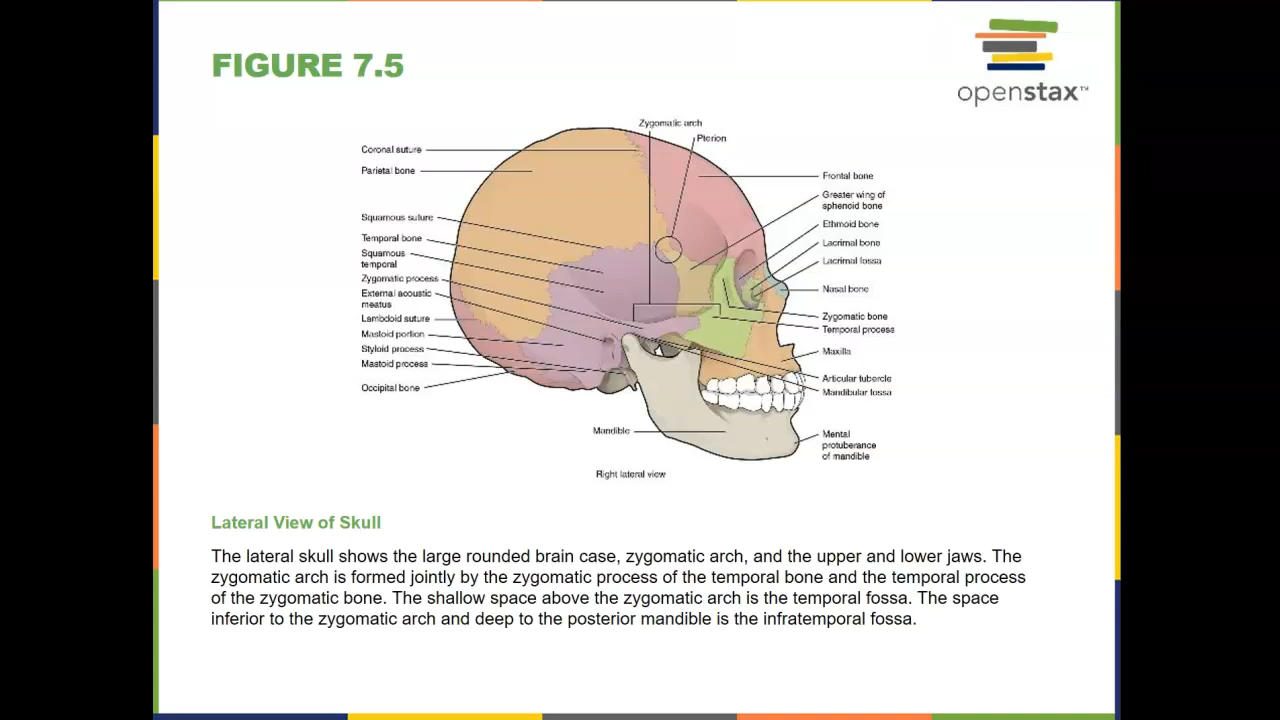 FIGURE 7.5
openstax™
Zygomatic arch
Pterion
Coronal suture
Parietal bone
Squamous suture
Temporal bone
Squamous
temporal
Zygomatic process
External acoustic
meatus
Lambdoid suture
Mastoid portion
Styloid process
Mastoid process
Occipital bone
Frontal bone
Greater wing of
sphenoid bone
Ethmoid bone
Lacrimal bone
Lacrimal fossa
Nasal bone
Zygomatic bone
Temporal process
Maxilla
Articular tubercle
Mandibular fossa
Mandible
Mental
protuberance
of mandible
Right lateral view
Lateral View of Skull
The lateral skull shows the large rounded brain case, zygomatic arch, and the upper and lower jaws. The
zygomatic arch is formed jointly by the zygomatic process of the temporal bone and the temporal process
of the zygomatic bone. The shallow space above the zygomatic arch is the temporal fossa. The space
inferior to the zygomatic arch and deep to the posterior mandible is the infratemporal fossa.